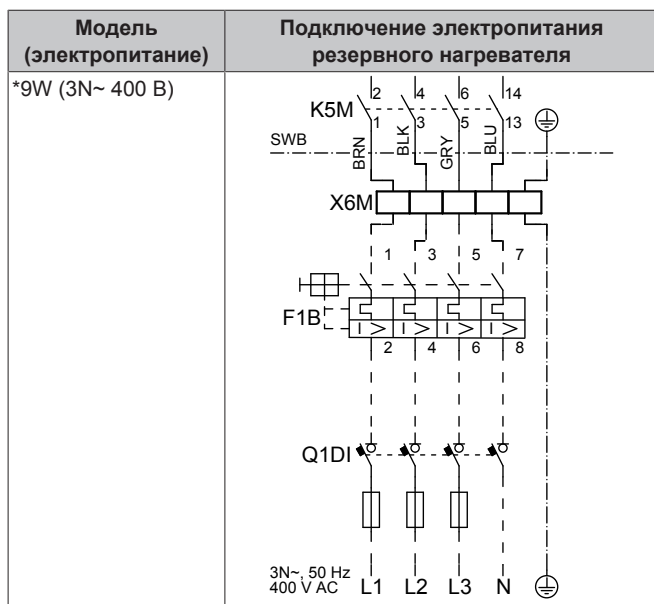 Модель (электропитание)
Подключение электропитания резервного нагревателя
*9W (3N~ 400 В)
2 4 6 14
K5M
1 3 5 13
SWB
BRN BLK GRY BLU
X6M
1 3 5 7
F1B
I > I > I > I >
2 4 6 8
Q1DI
3N~, 50 Hz
400 V AC
L1 L2 L3 N